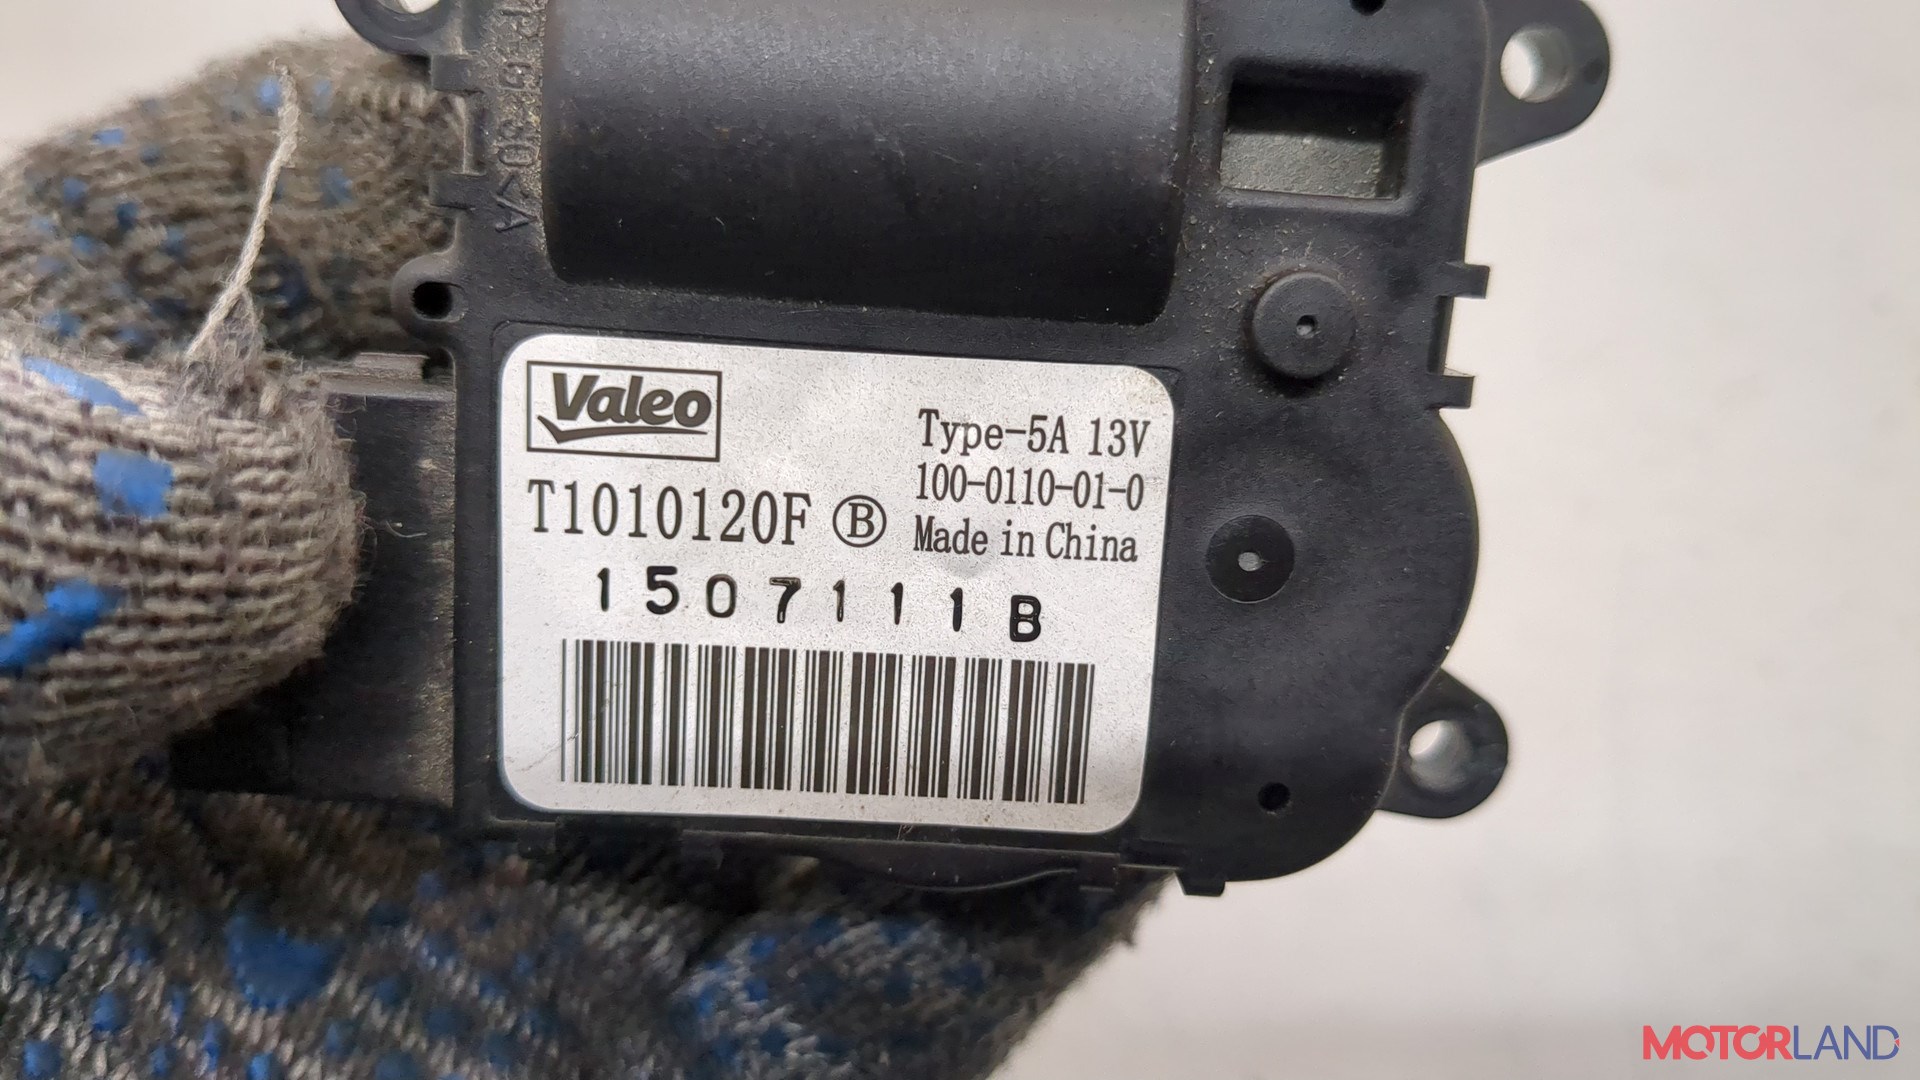 Valeo
Type-5A 13V
T1010120F Ⓑ
100-0110-01-0
Made in China
1507111B
MOTORLAND